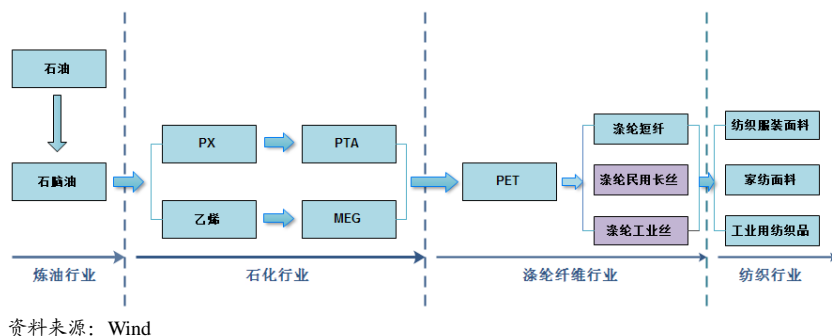 石油
石脑油
PX
PTA
乙烯
MEG
PET
涤纶短纤
涤纶民用长丝
涤纶工业丝
纺织服装面料
家纺面料
工业用纺织品
炼油行业
石化行业
涤纶纤维行业
纺织行业
资料来源：Wind